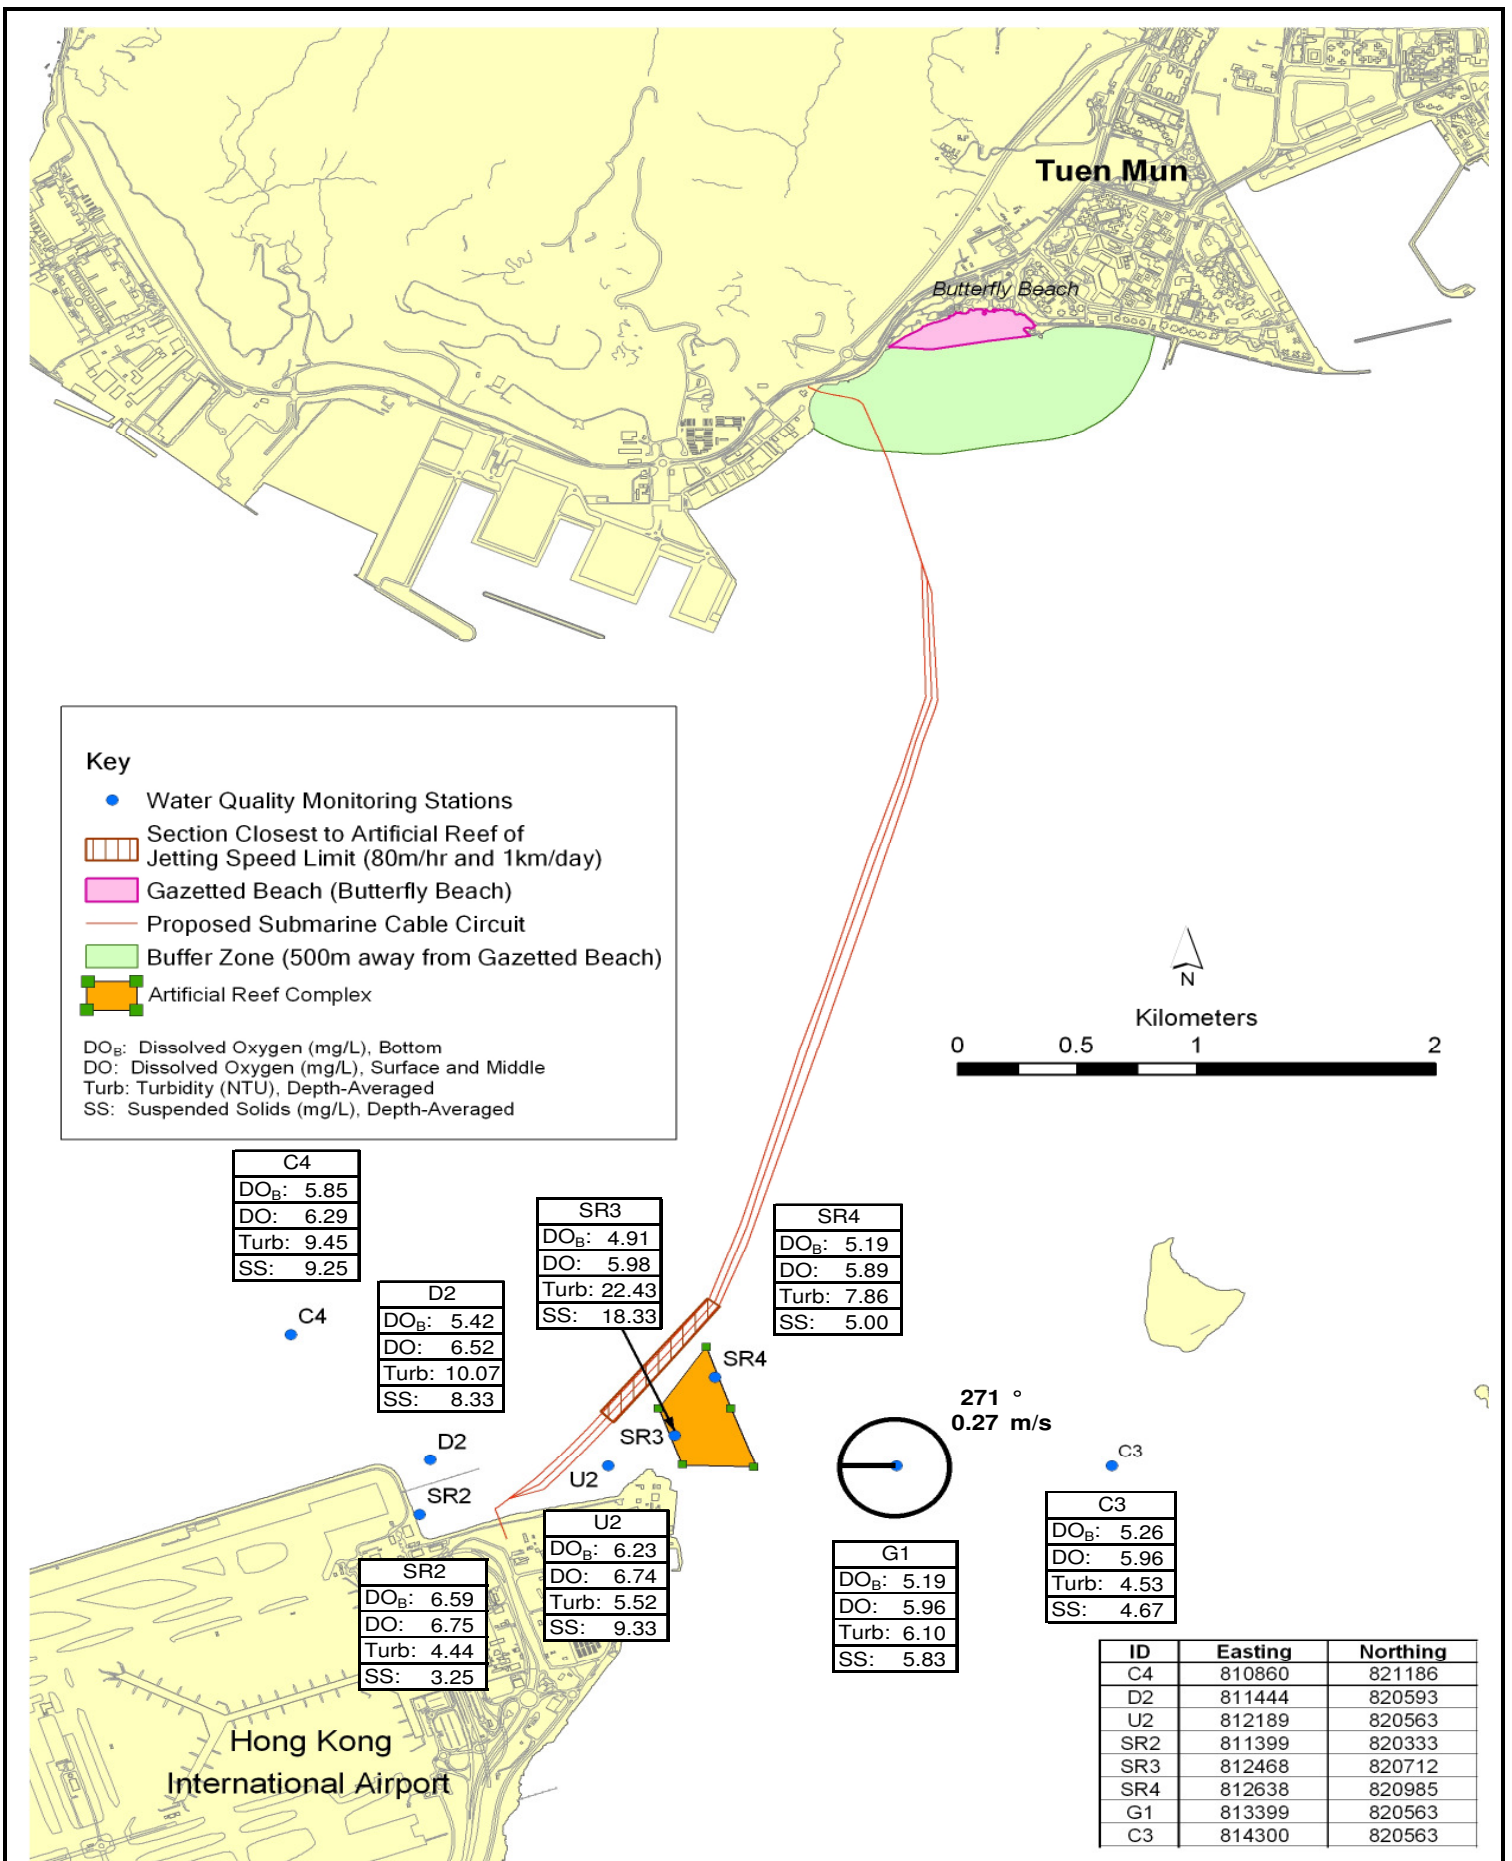 Tuen Mun
Butterfly Beach
Key
Water Quality Monitoring Stations
Section Closest to Artificial Reef of
Jetting Speed Limit (80m/hr and 1km/day)
Gazetted Beach (Butterfly Beach)
Proposed Submarine Cable Circuit
Buffer Zone (500m away from Gazetted Beach)
Artificial Reef Complex
DOB: Dissolved Oxygen (mg/L), Bottom
DO: Dissolved Oxygen (mg/L), Surface and Middle
Turb: Turbidity (NTU), Depth-Averaged
SS: Suspended Solids (mg/L), Depth-Averaged
N
Kilometers
0 0.5 1 2
C4
DOB: 5.85
DO: 6.29
Turb: 9.45
SS: 9.25
SR3
DOB: 4.91
DO: 5.98
Turb: 22.43
SS: 18.33
SR4
DOB: 5.19
DO: 5.89
Turb: 7.86
SS: 5.00
D2
DOB: 5.42
DO: 6.52
Turb: 10.07
SS: 8.33
C4
SR4
SR3
D2
U2
SR2
271 °
0.27 m/s
C3
C3
DOB: 5.26
DO: 5.96
Turb: 4.53
SS: 4.67
U2
DOB: 6.23
DO: 6.74
Turb: 5.52
SS: 9.33
G1
DOB: 5.19
DO: 5.96
Turb: 6.10
SS: 5.83
SR2
DOB: 6.59
DO: 6.75
Turb: 4.44
SS: 3.25
Hong Kong
International Airport
ID Easting Northing
C4 810860 821186
D2 811444 820593
U2 812189 820563
SR2 811399 820333
SR3 812468 820712
SR4 812638 820985
G1 813399 820563
C3 814300 820563